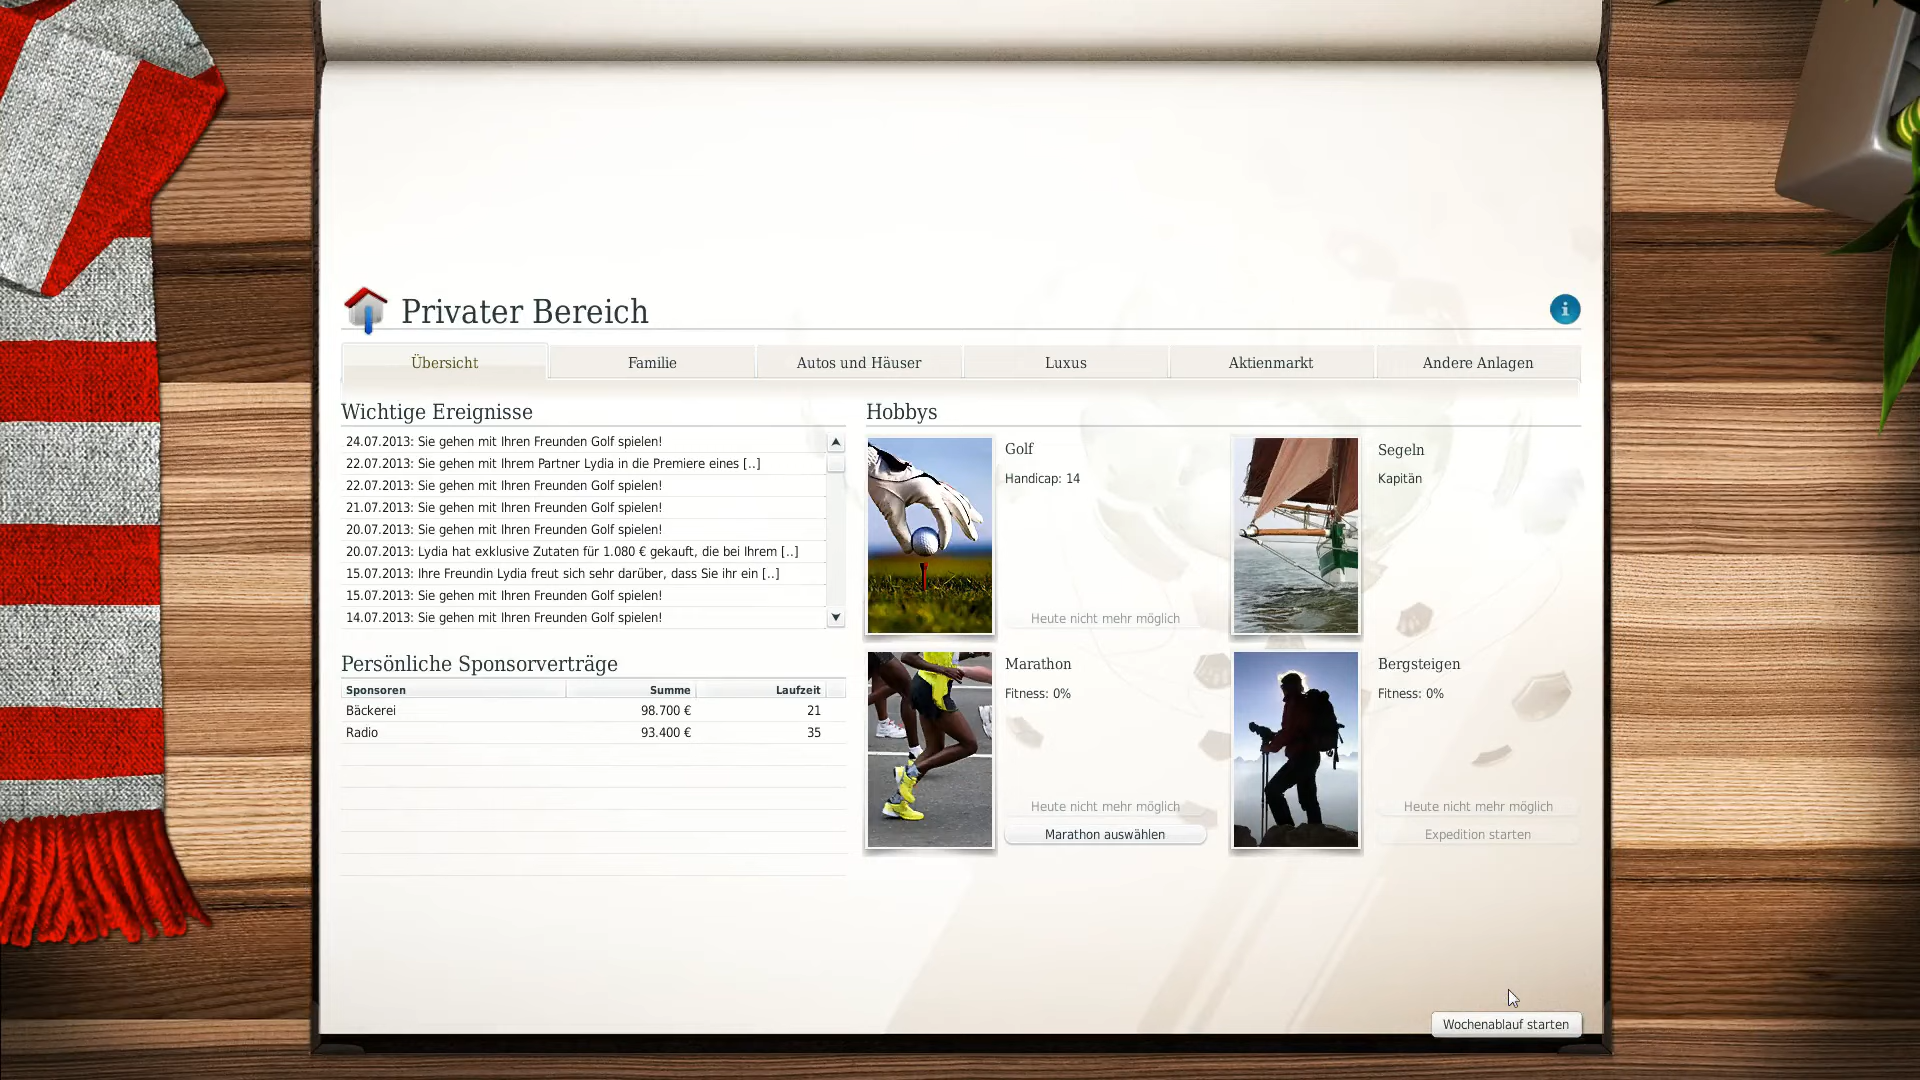 Privater Bereich
Übersicht
Familie
Autos und Häuser
Luxus
Aktienmarkt
Andere Anlagen
Wichtige Ereignisse
24.07.2013: Sie gehen mit Ihren Freunden Golf spielen!
22.07.2013: Sie gehen mit Ihrem Partner Lydia in die Premiere eines [..]
22.07.2013: Sie gehen mit Ihren Freunden Golf spielen!
21.07.2013: Sie gehen mit Ihren Freunden Golf spielen!
20.07.2013: Sie gehen mit Ihren Freunden Golf spielen!
20.07.2013: Lydia hat exklusive Zutaten für 1.080 € gekauft, die bei Ihrem [..]
15.07.2013: Ihre Freundin Lydia freut sich sehr darüber, dass Sie ihr ein [..]
15.07.2013: Sie gehen mit Ihren Freunden Golf spielen!
14.07.2013: Sie gehen mit Ihren Freunden Golf spielen!
Persönliche Sponsorverträge
Sponsoren Summe Laufzeit
Bäckerei 98.700 € 21
Radio 93.400 € 35
Hobbys
Golf
Handicap: 14
Heute nicht mehr möglich
Segeln
Kapitän
Marathon
Fitness: 0%
Heute nicht mehr möglich
Marathon auswählen
Bergsteigen
Fitness: 0%
Heute nicht mehr möglich
Expedition starten
Wochenablauf starten